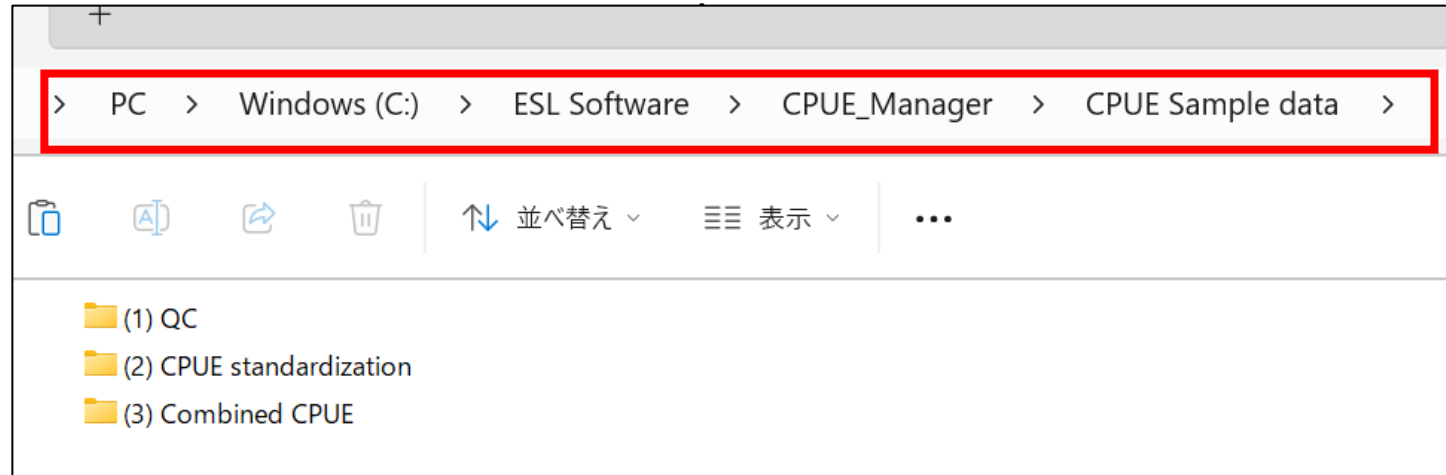 > PC > Windows (C:) > ESL Software > CPUE_Manager > CPUE Sample data >
並べ替え 表示
(1) QC
(2) CPUE standardization
(3) Combined CPUE